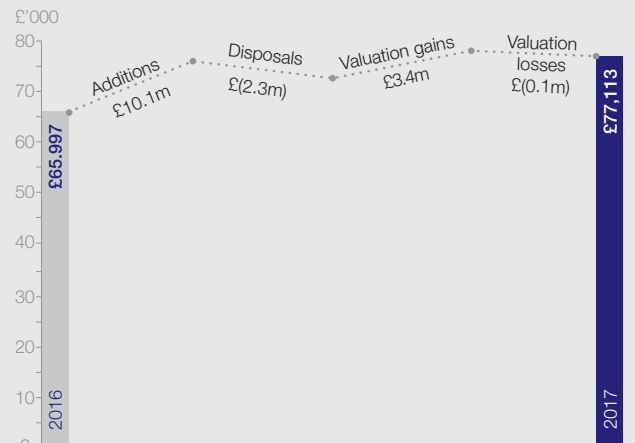 £'000
80
70
60
50
40
30
20
10
0
£65.997
2016
Additions
£10.1m
Disposals
£(2.3m)
Valuation gains
£3.4m
Valuation
losses
£(0.1m)
£77,113
2017